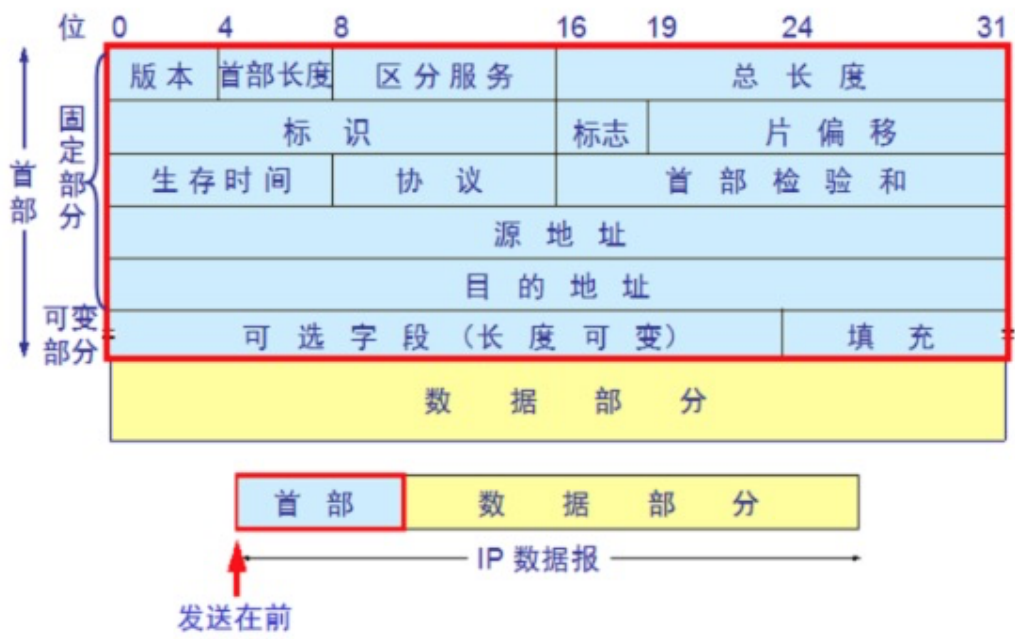 位 0 4 8 16 19 24 31
版本 首部长度 区分服务 总长度
标识 标志 片偏移
生存时间 协议 首部检验和
源地址
目的地址
可选字段（长度可变） 填充
首部
固定部分
可变部分
数据部分
首部 数据部分
IP 数据报
发送在前